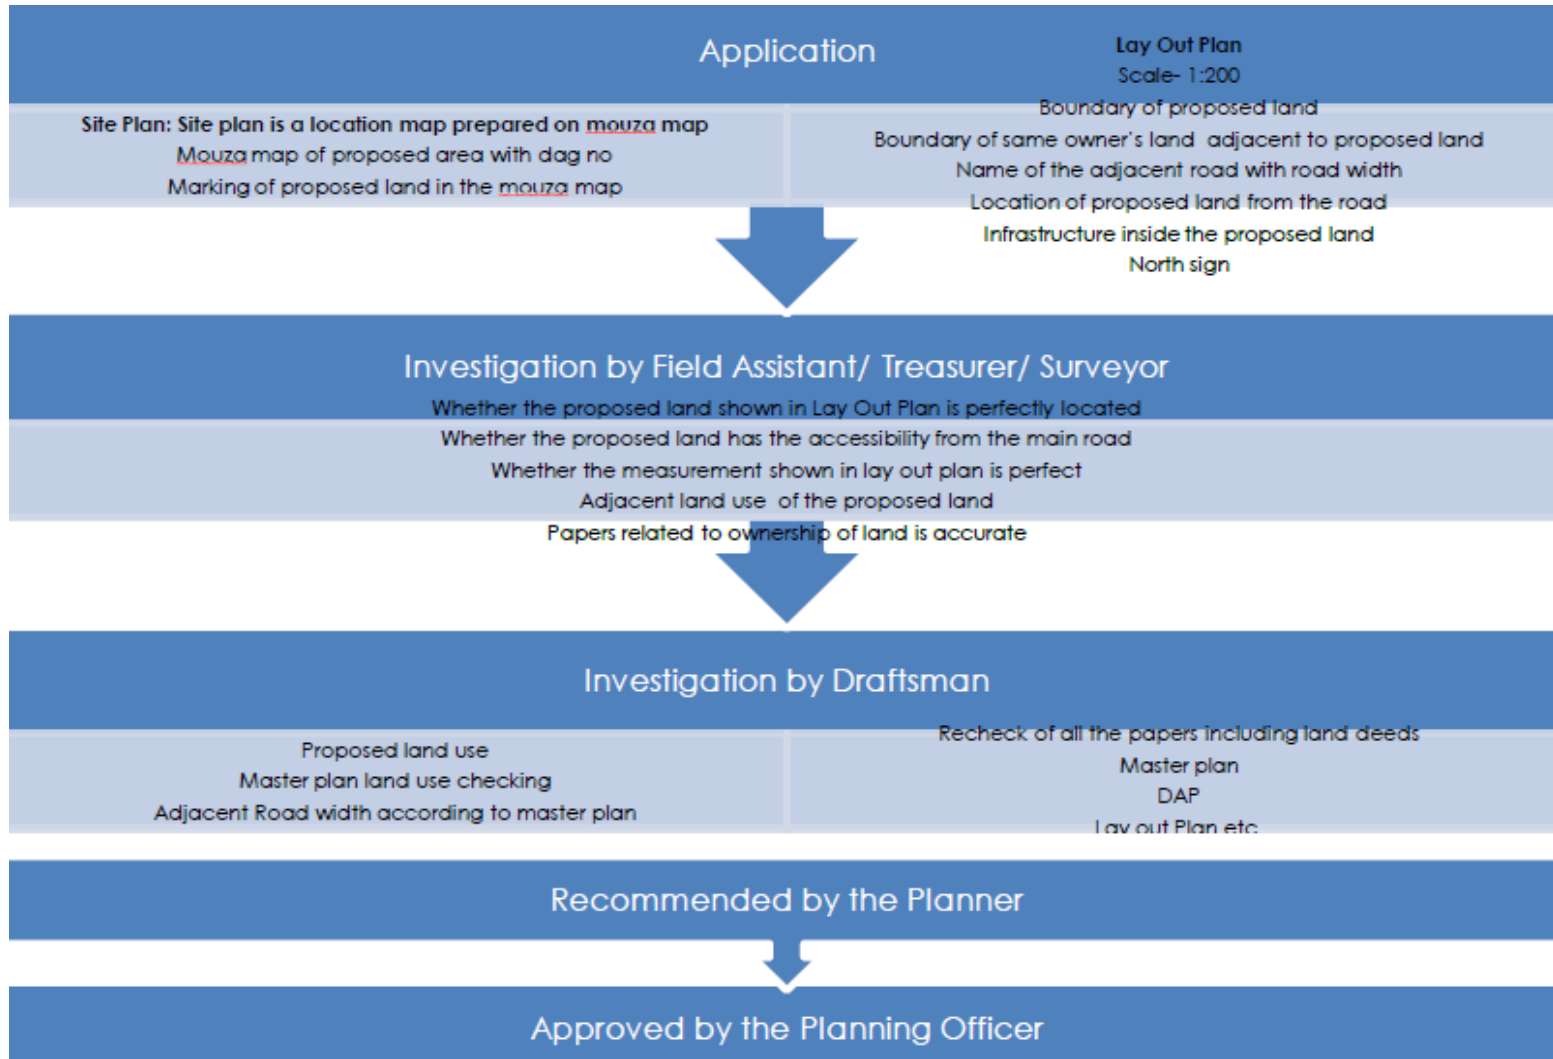 Application
Site Plan: Site plan is a location map prepared on mouza map
Mouza map of proposed area with dag no
Marking of proposed land in the mouza map
Lay Out Plan
Scale- 1:200
Boundary of proposed land
Boundary of same owner's land adjacent to proposed land
Name of the adjacent road with road width
Location of proposed land from the road
Infrastructure inside the proposed land
North sign
Investigation by Field Assistant/ Treasurer/ Surveyor
Whether the proposed land shown in Lay Out Plan is perfectly located
Whether the proposed land has the accessibility from the main road
Whether the measurement shown in lay out plan is perfect
Adjacent land use of the proposed land
Papers related to ownership of land is accurate
Investigation by Draftsman
Proposed land use
Master plan land use checking
Adjacent Road width according to master plan
Recheck of all the papers including land deeds
Master plan
DAP
Lay out Plan etc
Recommended by the Planner
Approved by the Planning Officer